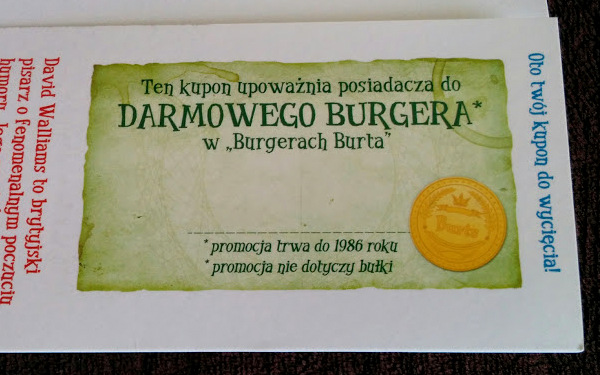 David Walliams to brytyjski
pisarz o fenomenalnym poczuciu
Ten kupon upoważnia posiadacza do
DARMOWEGO BURGERA*
w „Burgerach Burta”
*promocja trwa do 1986 roku
*promocja nie dotyczy bułki
Burta
Oto twój kupon do wycięcia!